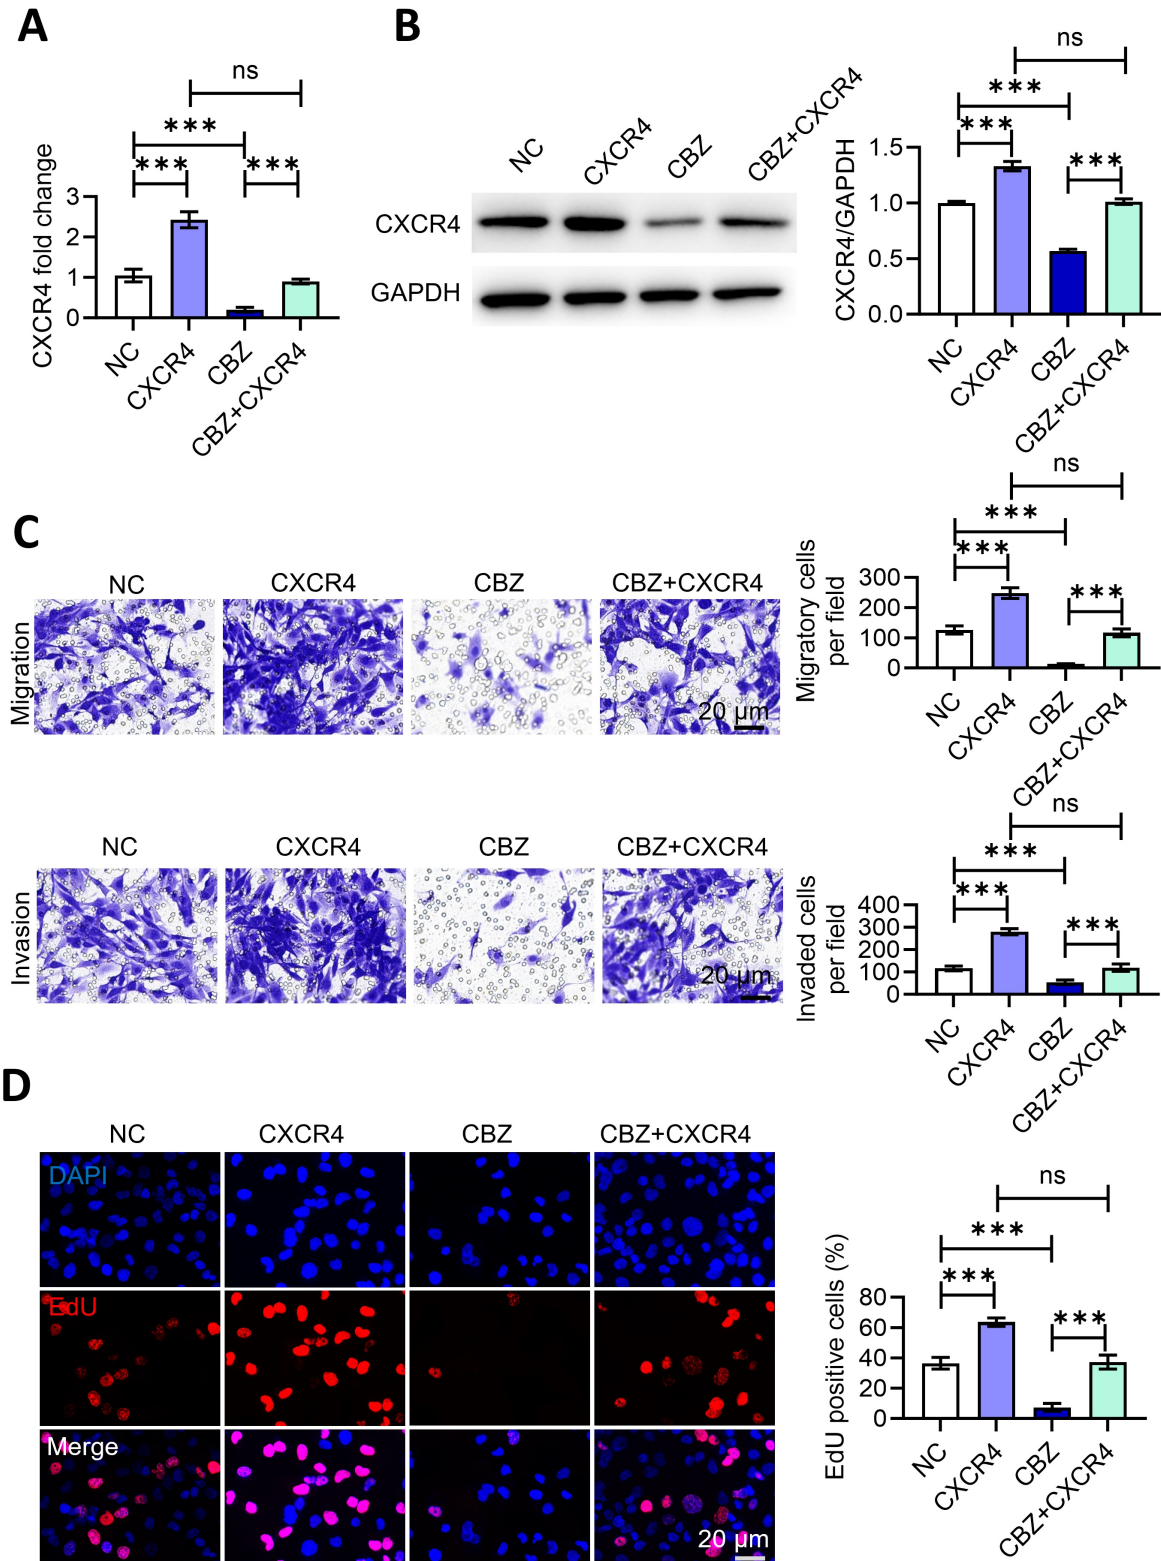 A
B
ns
***
***
***
CXCR4 fold change
3
2
1
0
NC
CXCR4
CBZ
CBZ+CXCR4
NC
CXCR4
CBZ
CBZ+CXCR4
CXCR4
GAPDH
ns
***
***
***
CXCR4/GAPDH
1.5
1.0
0.5
0.0
NC
CXCR4
CBZ
CBZ+CXCR4
C
NC
CXCR4
CBZ
CBZ+CXCR4
Migration
20 µm
ns
***
***
***
Migratory cells
per field
300
200
100
0
NC
CXCR4
CBZ
CBZ+CXCR4
NC
CXCR4
CBZ
CBZ+CXCR4
Invasion
20 µm
ns
***
***
***
Invaded cells
per field
400
300
200
100
0
NC
CXCR4
CBZ
CBZ+CXCR4
D
NC
CXCR4
CBZ
CBZ+CXCR4
DAPI
EdU
Merge
20 µm
ns
***
***
***
EdU positive cells (%)
80
60
40
20
0
NC
CXCR4
CBZ
CBZ+CXCR4